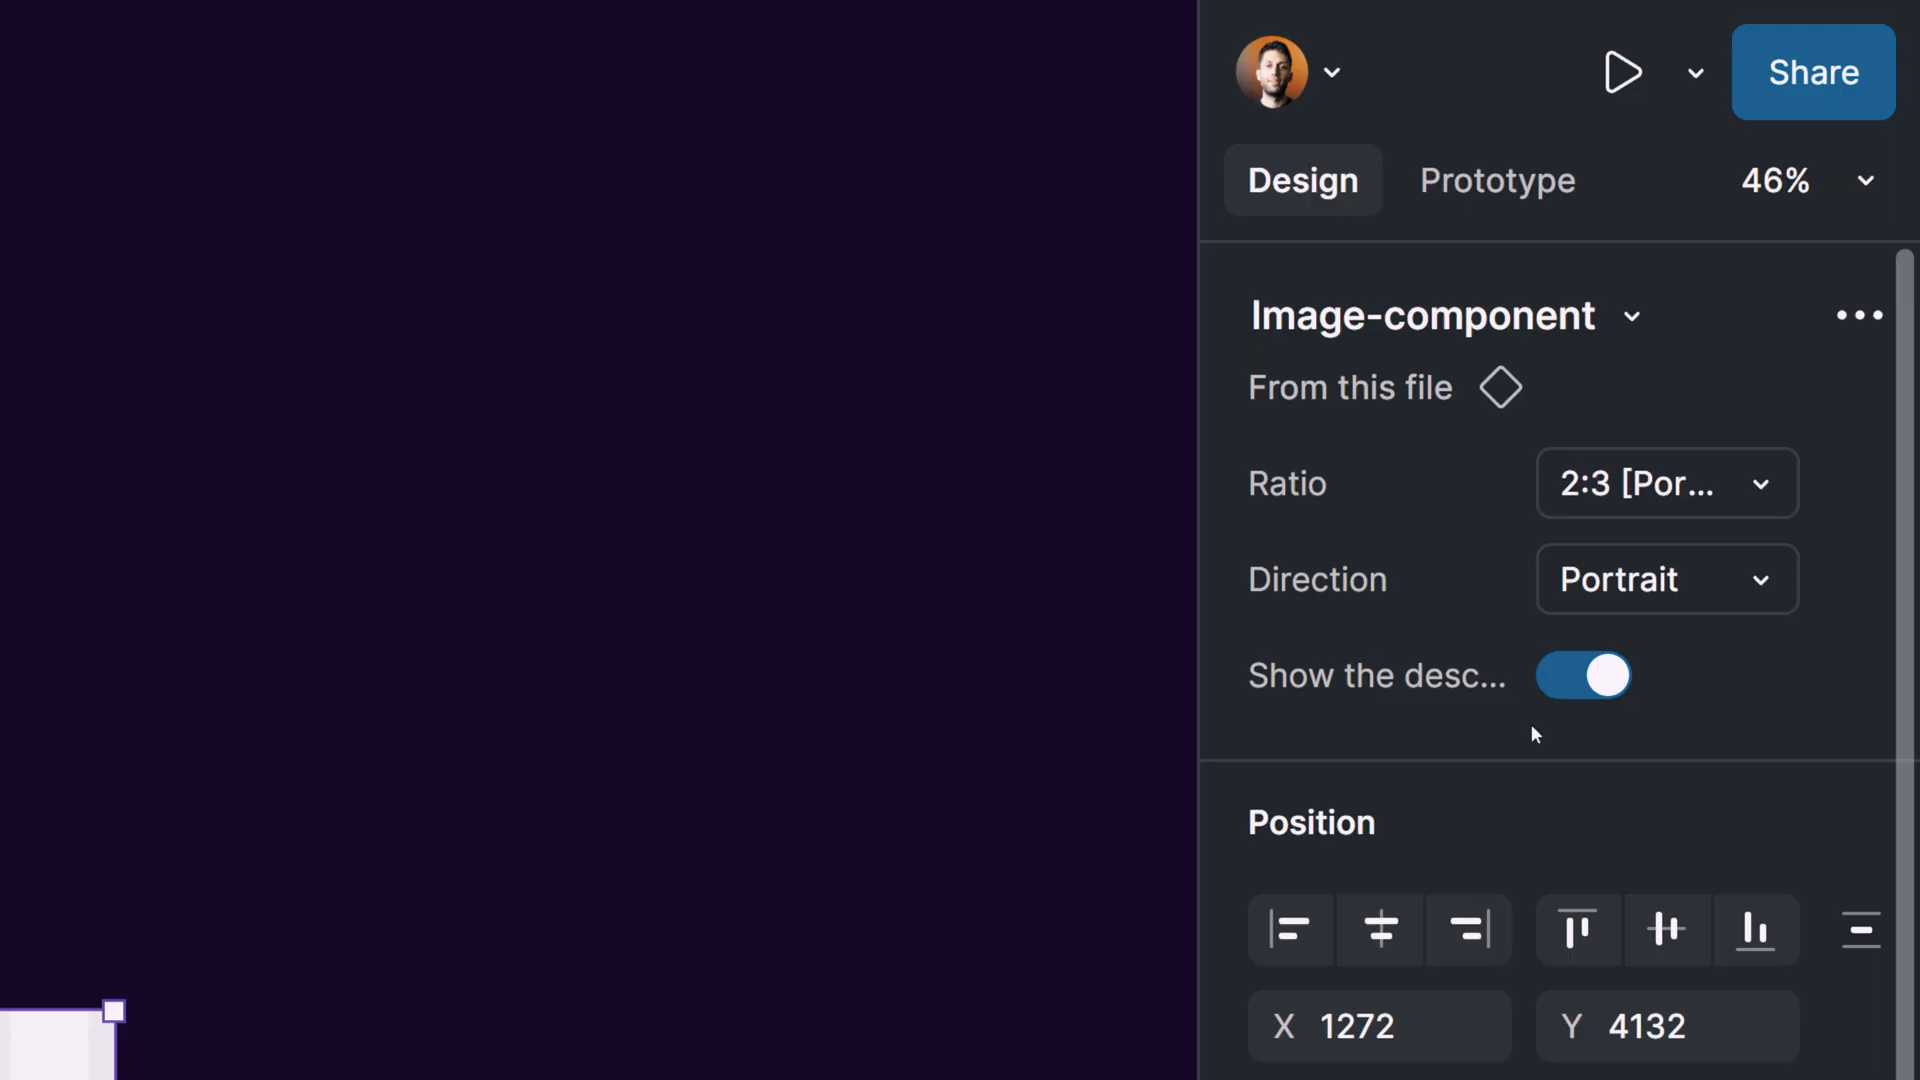 Share
Design Prototype 46%
Image-component
From this file
Ratio 2:3 [Por...
Direction Portrait
Show the desc...
Position
X 1272 Y 4132